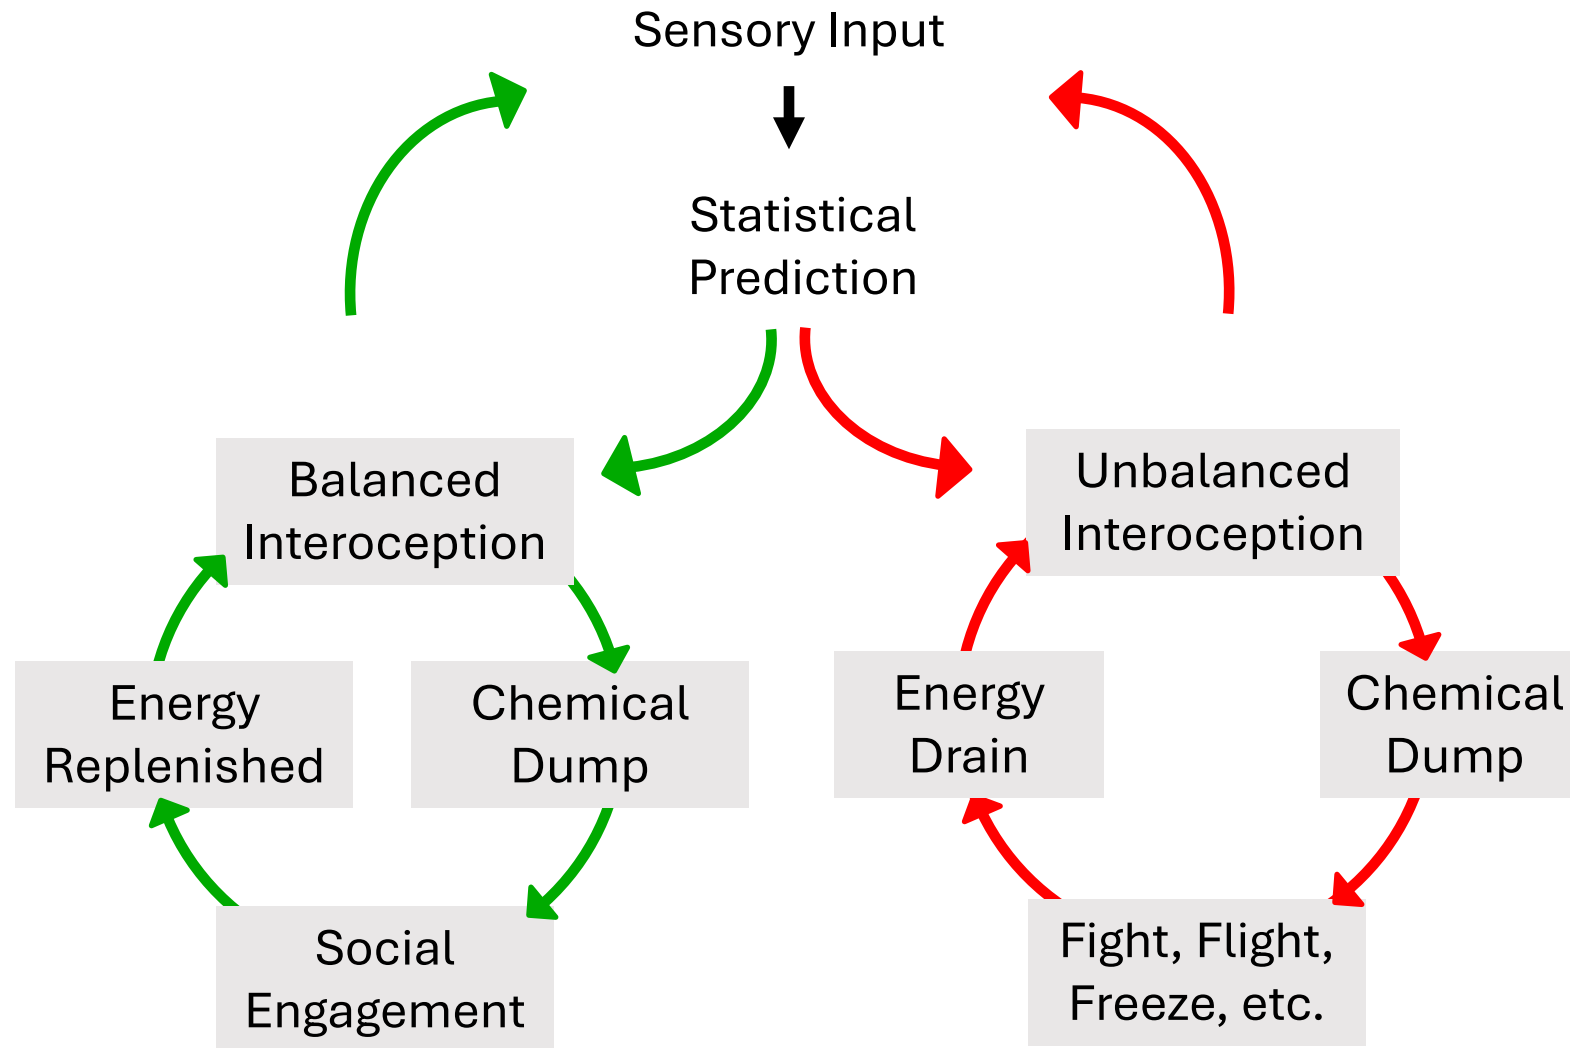 Sensory Input
Statistical
Prediction
Balanced
Interoception
Unbalanced
Interoception
Energy
Replenished
Chemical
Dump
Energy
Drain
Chemical
Dump
Social
Engagement
Fight, Flight,
Freeze, etc.